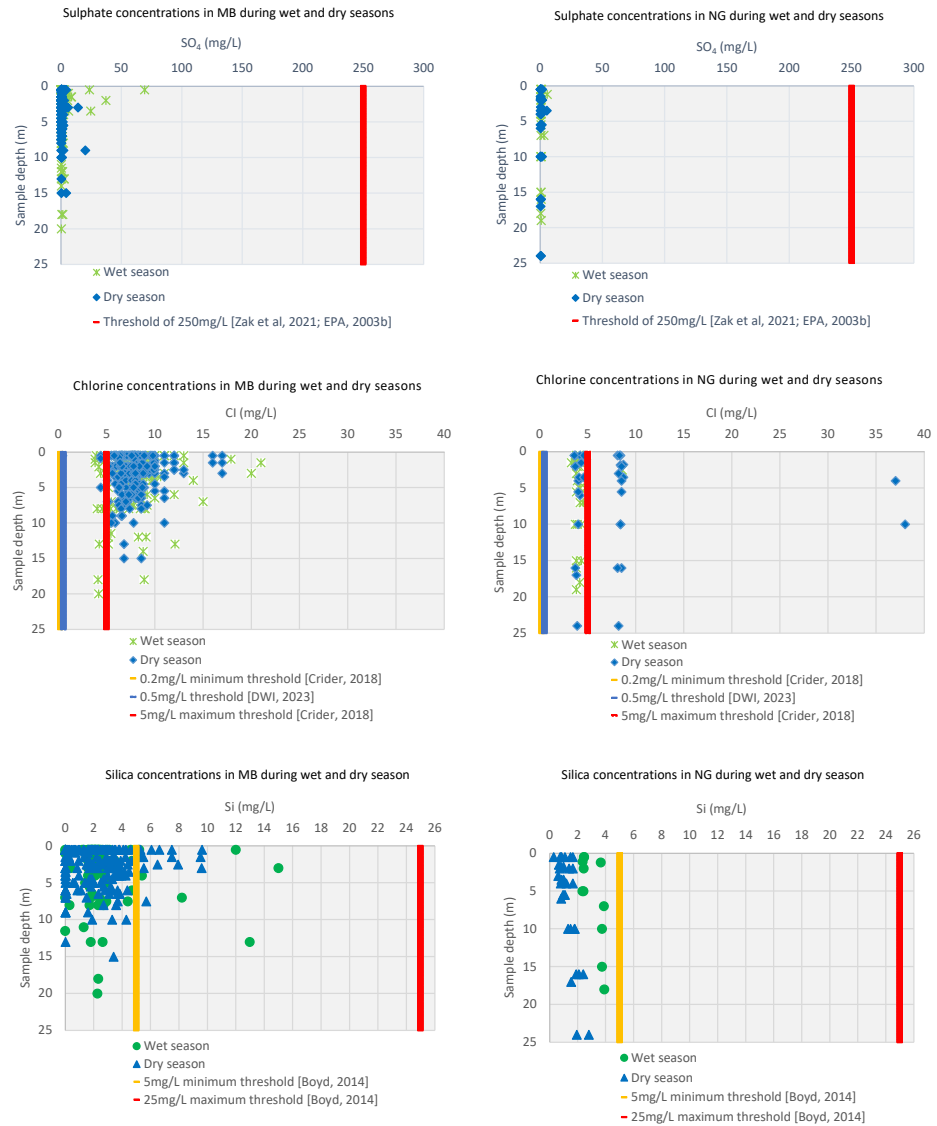 Sulphate concentrations in MB during wet and dry seasons
SO₄ (mg/L)
0 50 100 150 200 250 300
Sample depth (m)
0
5
10
15
20
25
Wet season
Dry season
Threshold of 250mg/L [Zak et al, 2021; EPA, 2003b]
Sulphate concentrations in NG during wet and dry seasons
SO₄ (mg/L)
0 50 100 150 200 250 300
Sample depth (m)
0
5
10
15
20
25
Wet season
Dry season
Threshold of 250mg/L [Zak et al, 2021; EPA, 2003b]
Chlorine concentrations in MB during wet and dry seasons
Cl (mg/L)
0 5 10 15 20 25 30 35 40
Sample depth (m)
0
5
10
15
20
25
Wet season
Dry season
0.2mg/L minimum threshold [Crider, 2018]
0.5mg/L threshold [DWI, 2023]
5mg/L maximum threshold [Crider, 2018]
Chlorine concentrations in NG during wet and dry seasons
Cl (mg/L)
0 5 10 15 20 25 30 35 40
Sample depth (m)
0
5
10
15
20
25
Wet season
Dry season
0.2mg/L minimum threshold [Crider, 2018]
0.5mg/L threshold [DWI, 2023]
5mg/L maximum threshold [Crider, 2018]
Silica concentrations in MB during wet and dry season
Si (mg/L)
0 2 4 6 8 10 12 14 16 18 20 22 24 26
Sample depth (m)
0
5
10
15
20
25
Wet season
Dry season
5mg/L minimum threshold [Boyd, 2014]
25mg/L maximum threshold [Boyd, 2014]
Silica concentrations in NG during wet and dry season
Si (mg/L)
0 2 4 6 8 10 12 14 16 18 20 22 24 26
Sample depth (m)
0
5
10
15
20
25
Wet season
Dry season
5mg/L minimum threshold [Boyd, 2014]
25mg/L maximum threshold [Boyd, 2014]